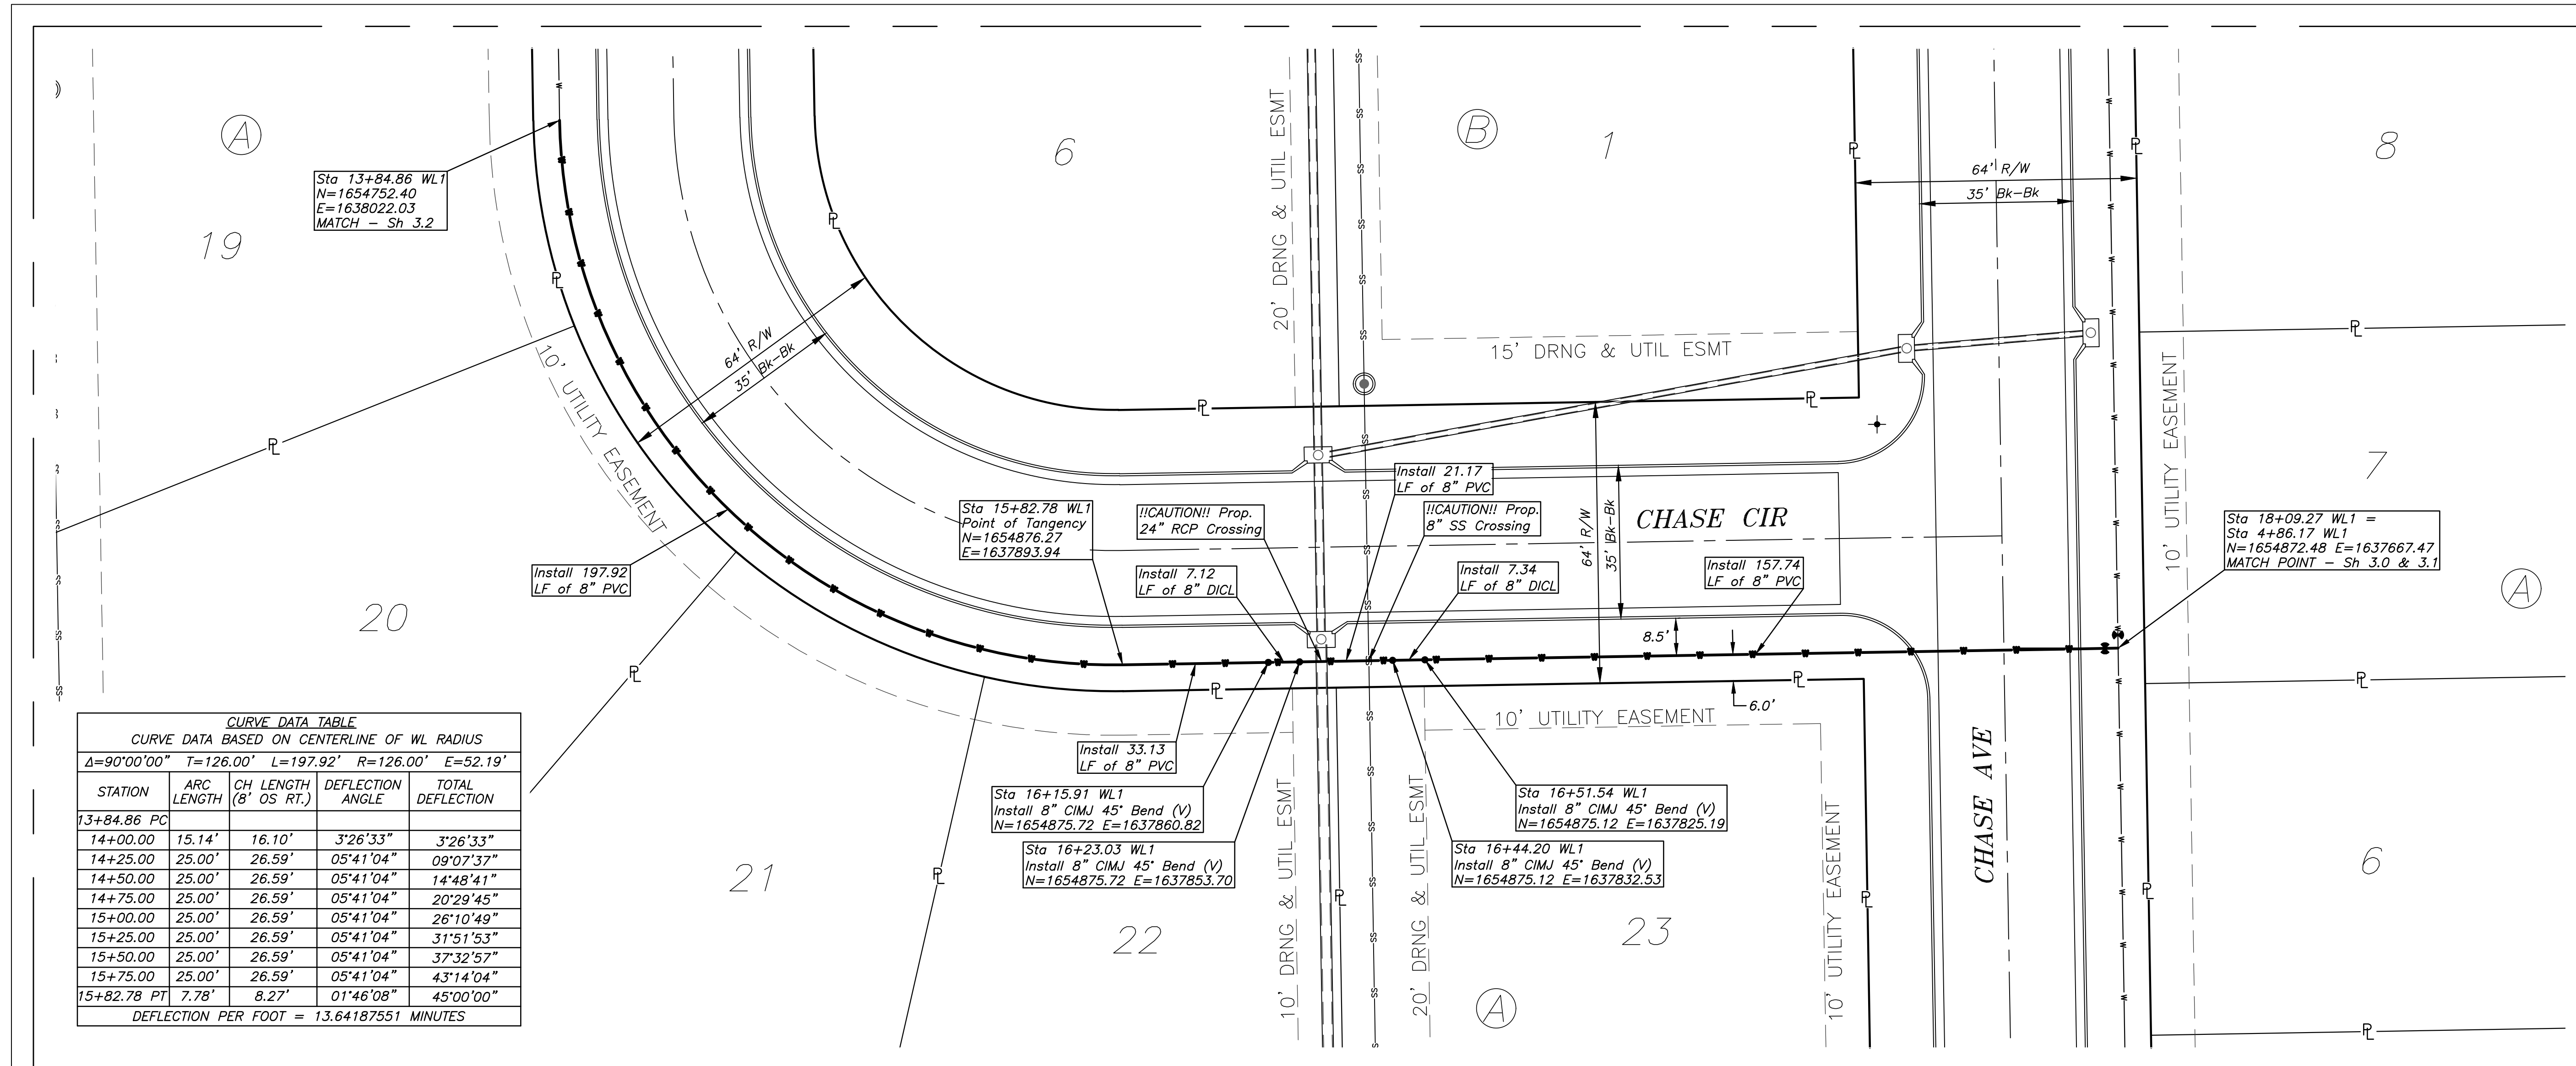 A
19
Sta 13+84.86 WL1
N=1654752.40
E=1638022.03
MATCH - Sh 3.2
6
20' DRNG & UTIL ESMT
B
1
64' R/W
35' Bk-Bk
8
64' R/W
35' Bk-Bk
10' UTILITY EASEMENT
15' DRNG & UTIL ESMT
10' UTILITY EASEMENT
7
Install 21.17
LF of 8" PVC
Sta 15+82.78 WL1
Point of Tangency
N=1654876.27
E=1637893.94
!!CAUTION!! Prop.
24" RCP Crossing
!!CAUTION!! Prop.
8" SS Crossing
64' R/W
35' Bk-Bk
CHASE CIR
Sta 18+09.27 WL1 =
Sta 4+86.17 WL1
N=1654872.48 E=1637667.47
MATCH POINT - Sh 3.0 & 3.1
A
Install 197.92
LF of 8" PVC
Install 7.12
LF of 8" DICL
Install 7.34
LF of 8" DICL
Install 157.74
LF of 8" PVC
20
8.5'
6.0'
10' UTILITY EASEMENT
Install 33.13
LF of 8" PVC
Sta 16+15.91 WL1
Install 8" CIMJ 45° Bend (V)
N=1654875.72 E=1637860.82
Sta 16+51.54 WL1
Install 8" CIMJ 45° Bend (V)
N=1654875.12 E=1637825.19
Sta 16+23.03 WL1
Install 8" CIMJ 45° Bend (V)
N=1654875.72 E=1637853.70
Sta 16+44.20 WL1
Install 8" CIMJ 45° Bend (V)
N=1654875.12 E=1637832.53
10' DRNG & UTIL ESMT
20' DRNG & UTIL ESMT
10' UTILITY EASEMENT
CHASE AVE
21
22
23
6
A
CURVE DATA TABLE
CURVE DATA BASED ON CENTERLINE OF WL RADIUS
Δ=90°00'00" T=126.00' L=197.92' R=126.00' E=52.19'
STATION ARC LENGTH CH LENGTH (8' OS RT.) DEFLECTION ANGLE TOTAL DEFLECTION
13+84.86 PC
14+00.00 15.14' 16.10' 3°26'33" 3°26'33"
14+25.00 25.00' 26.59' 05°41'04" 09°07'37"
14+50.00 25.00' 26.59' 05°41'04" 14°48'41"
14+75.00 25.00' 26.59' 05°41'04" 20°29'45"
15+00.00 25.00' 26.59' 05°41'04" 26°10'49"
15+25.00 25.00' 26.59' 05°41'04" 31°51'53"
15+50.00 25.00' 26.59' 05°41'04" 37°32'57"
15+75.00 25.00' 26.59' 05°41'04" 43°14'04"
15+82.78 PT 7.78' 8.27' 01°46'08" 45°00'00"
DEFLECTION PER FOOT = 13.64187551 MINUTES